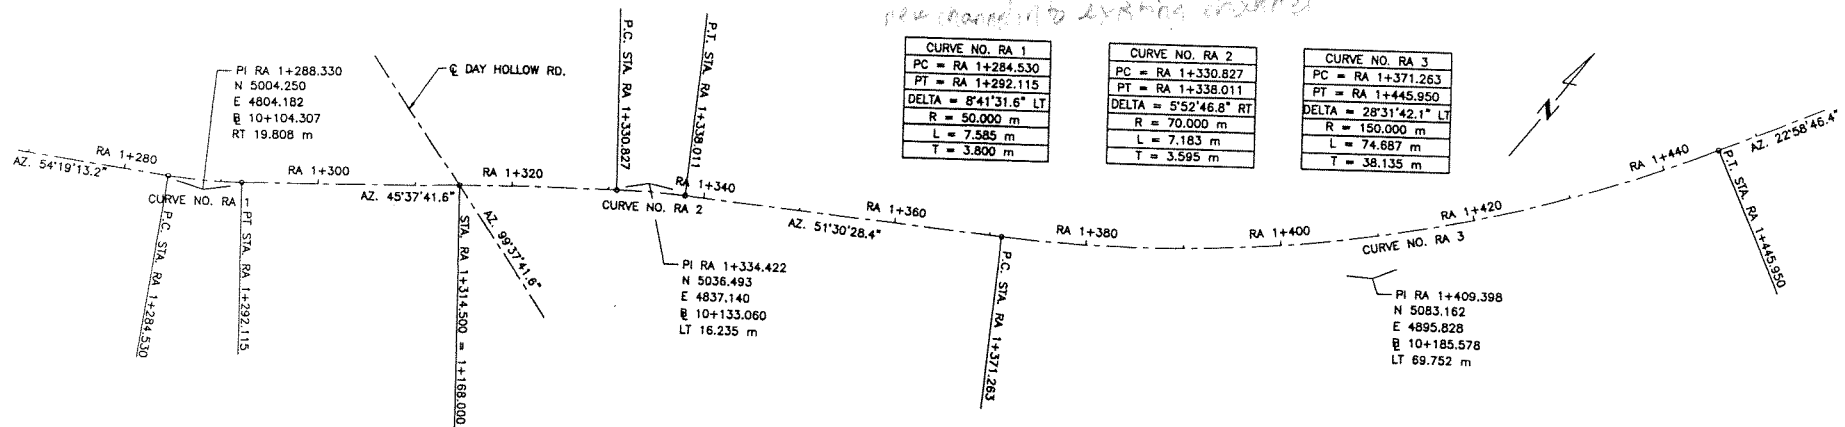 CURVE NO. RA 1
PC = RA 1+284.530
PT = RA 1+292.115
DELTA = 8°41'31.6" LT
R = 50.000 m
L = 7.585 m
T = 3.800 m
CURVE NO. RA 2
PC = RA 1+330.827
PT = RA 1+338.011
DELTA = 5°52'46.8" RT
R = 70.000 m
L = 7.183 m
T = 3.595 m
CURVE NO. RA 3
PC = RA 1+371.263
PT = RA 1+445.950
DELTA = 28°31'42.1" LT
R = 150.000 m
L = 74.687 m
T = 38.135 m
PI RA 1+288.330
N 5004.250
E 4804.182
℄ 10+104.307
RT 19.808 m
℄ DAY HOLLOW RD.
P.C. STA. RA 1+330.827
P.T. STA. RA 1+338.011
N
AZ. 54°19'13.2"
RA 1+280
CURVE NO. RA 1
P.C. STA. RA 1+284.530
PT STA. RA 1+292.115
RA 1+300
AZ. 45°37'41.6"
STA. RA 1+314.500 = 1+168.000
AZ. 99°37'41.6"
RA 1+320
CURVE NO. RA 2
RA 1+340
PI RA 1+334.422
N 5036.493
E 4837.140
℄ 10+133.060
LT 16.235 m
AZ. 51°30'28.4"
RA 1+360
P.C. STA. RA 1+371.263
RA 1+380
RA 1+400
CURVE NO. RA 3
RA 1+420
RA 1+440
PI RA 1+409.398
N 5083.162
E 4895.828
℄ 10+185.578
LT 69.752 m
P.T. STA. RA 1+445.950
AZ. 22°58'46.4"